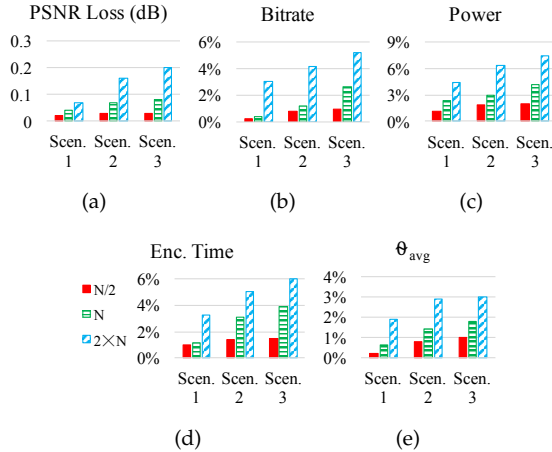 PSNR Loss (dB)
0.3
0.2
0.1
0
Scen. Scen. Scen.
1 2 3
(a)
Bitrate
6%
4%
2%
0%
Scen. Scen. Scen.
1 2 3
(b)
Power
9%
6%
3%
0%
Scen. Scen. Scen.
1 2 3
(c)
N/2
N
2×N
Enc. Time
6%
4%
2%
0%
Scen. Scen. Scen.
1 2 3
(d)
ϑavg
4%
3%
2%
1%
0%
Scen. Scen. Scen.
1 2 3
(e)